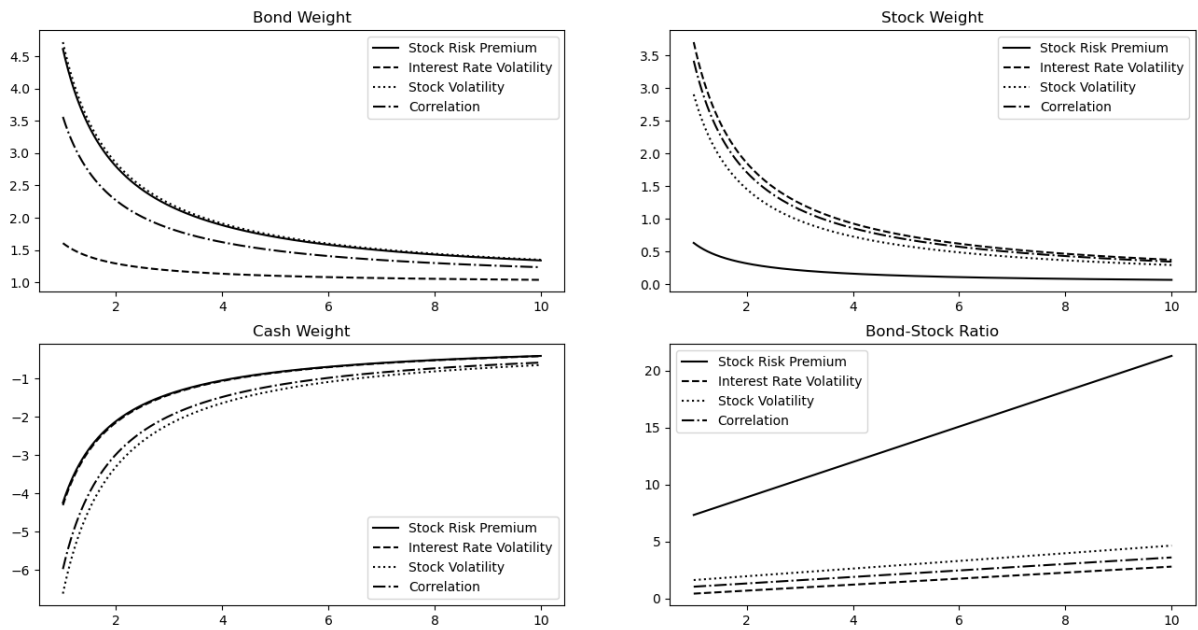 Bond Weight
4.5
4.0
3.5
3.0
2.5
2.0
1.5
1.0
Stock Risk Premium
Interest Rate Volatility
Stock Volatility
Correlation
2 4 6 8 10
Stock Weight
3.5
3.0
2.5
2.0
1.5
1.0
0.5
0.0
Stock Risk Premium
Interest Rate Volatility
Stock Volatility
Correlation
2 4 6 8 10
Cash Weight
−1
−2
−3
−4
−5
−6
Stock Risk Premium
Interest Rate Volatility
Stock Volatility
Correlation
2 4 6 8 10
Bond-Stock Ratio
20
15
10
5
0
Stock Risk Premium
Interest Rate Volatility
Stock Volatility
Correlation
2 4 6 8 10